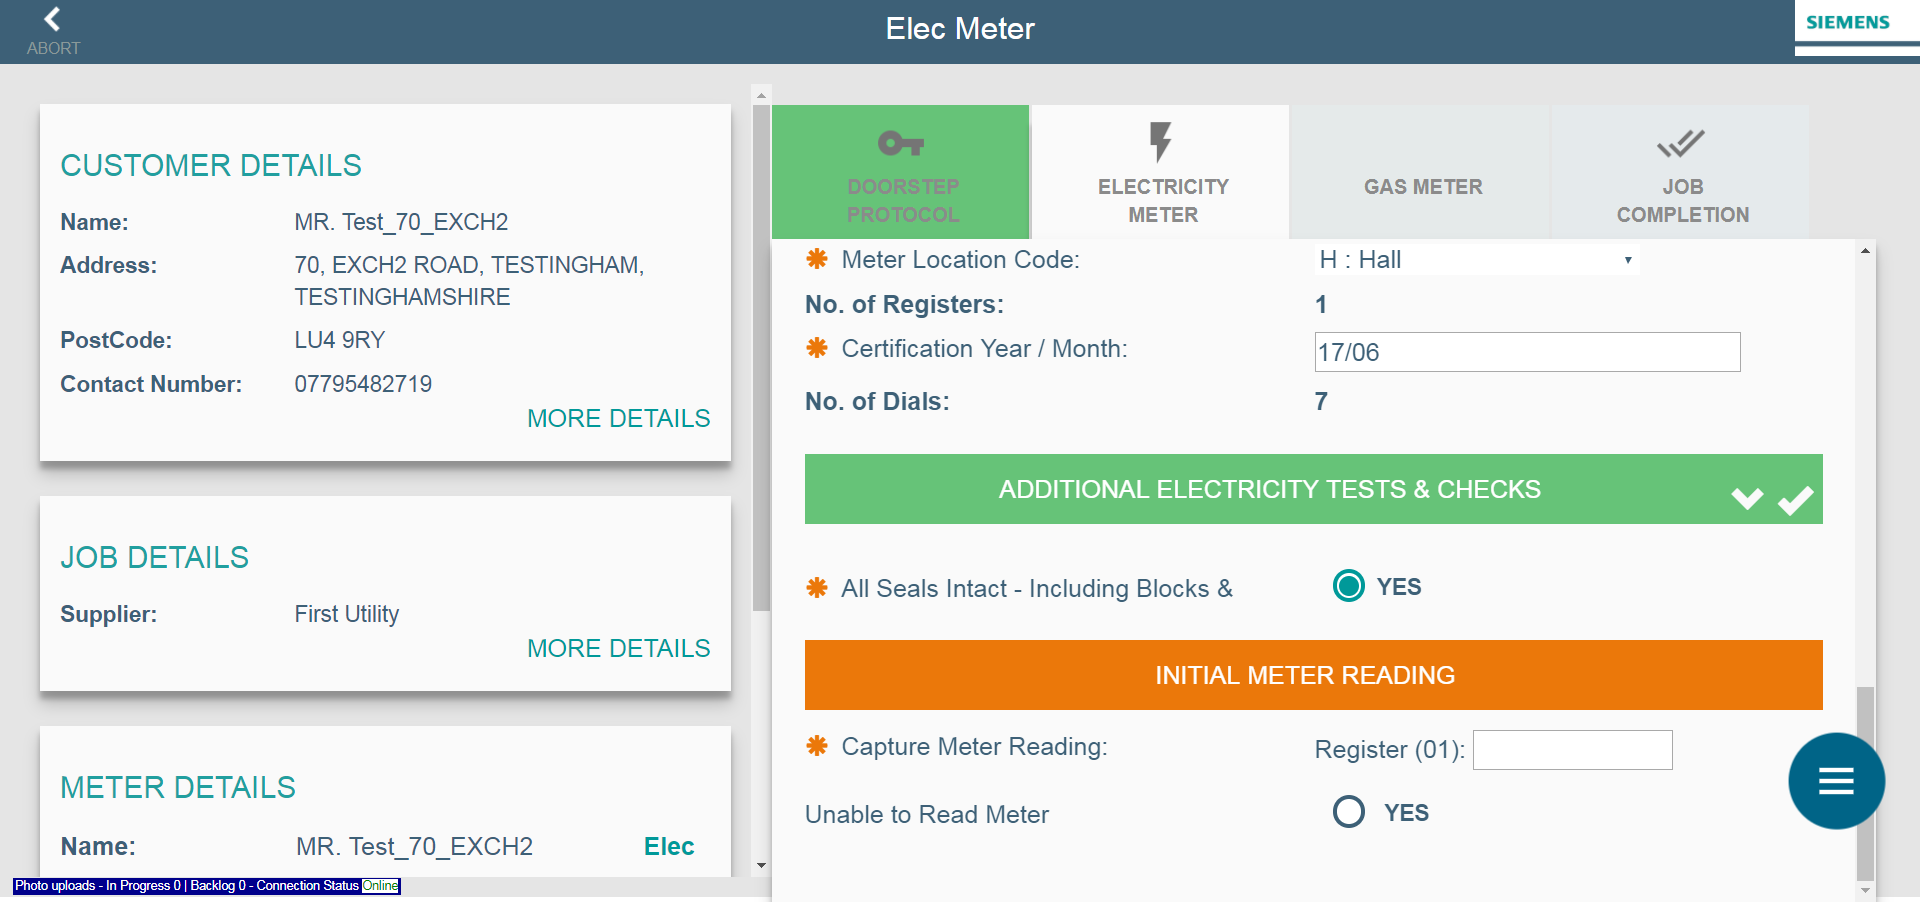 ABORT
Elec Meter
SIEMENS
CUSTOMER DETAILS
Name: MR. Test_70_EXCH2
Address: 70, EXCH2 ROAD, TESTINGHAM,
TESTINGHAMSHIRE
PostCode: LU4 9RY
Contact Number: 07795482719
MORE DETAILS
JOB DETAILS
Supplier: First Utility
MORE DETAILS
METER DETAILS
Name: MR. Test_70_EXCH2 Elec
Photo uploads - In Progress 0 | Backlog 0 - Connection Status Online
DOORSTEP
PROTOCOL
ELECTRICITY
METER
GAS METER
JOB
COMPLETION
Meter Location Code: H : Hall
No. of Registers: 1
Certification Year / Month: 17/06
No. of Dials: 7
ADDITIONAL ELECTRICITY TESTS & CHECKS
All Seals Intact - Including Blocks & YES
INITIAL METER READING
Capture Meter Reading: Register (01):
Unable to Read Meter YES